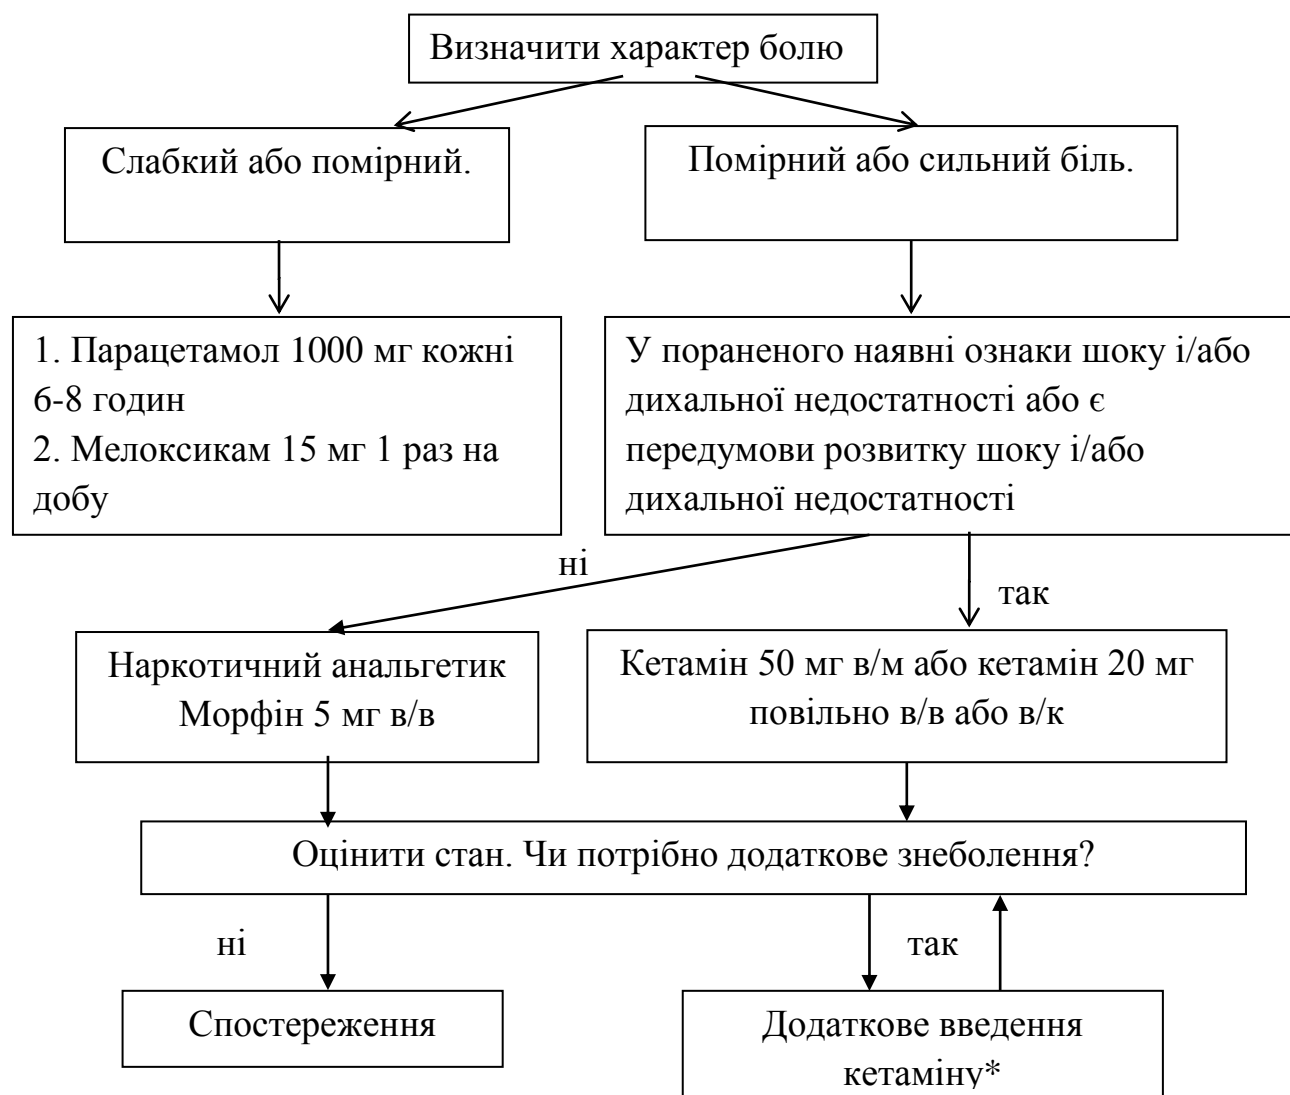 Визначити характер болю
Слабкий або помірний.
Помірний або сильний біль.
1. Парацетамол 1000 мг кожні
6-8 годин
2. Мелоксикам 15 мг 1 раз на
добу
У пораненого наявні ознаки шоку і/або
дихальної недостатності або є
передумови розвитку шоку і/або
дихальної недостатності
ні
так
Наркотичний анальгетик
Морфін 5 мг в/в
Кетамін 50 мг в/м або кетамін 20 мг
повільно в/в або в/к
Оцінити стан. Чи потрібно додаткове знеболення?
ні
так
Спостереження
Додаткове введення
кетаміну*